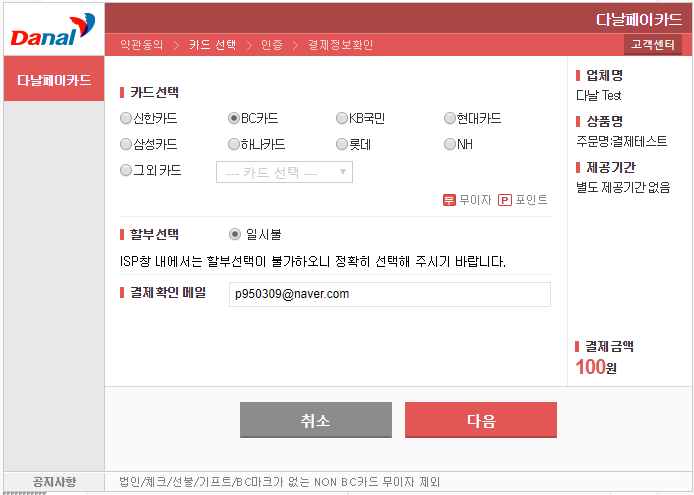 Danal
다날페이카드
약관동의 > 카드 선택 > 인증 > 결제정보확인
고객센터
다날페이카드
카드선택
신한카드 BC카드 KB국민 현대카드
삼성카드 하나카드 롯데 NH
그외 카드 --- 카드 선택 ---
무 무이자 P 포인트
할부선택 일시불
ISP창 내에서는 할부선택이 불가하오니 정확히 선택해 주시기 바랍니다.
결제확인 메일 p950309@naver.com
업체명
다날 Test
상품명
주문명:결제테스트
제공기간
별도 제공기간 없음
결제금액
100원
취소 다음
공지사항 법인/체크/선불/기프트/BC마크가 없는 NON BC카드 무이자 제외